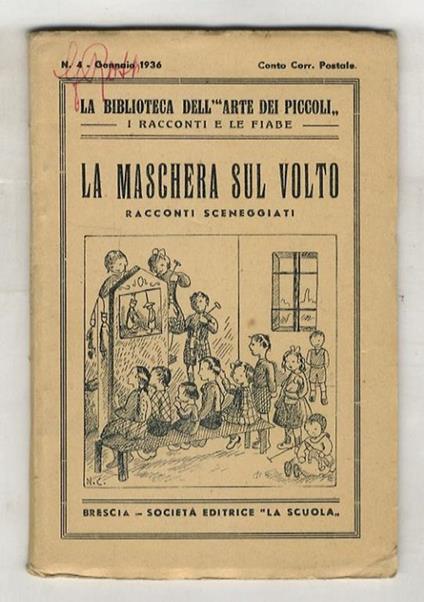 N. 4 - Gennaio 1936 Conto Corr. Postale.
LA BIBLIOTECA DELL'"ARTE DEI PICCOLI„
I RACCONTI E LE FIABE
LA MASCHERA SUL VOLTO
RACCONTI SCENEGGIATI
N.C.
BRESCIA — SOCIETÀ EDITRICE "LA SCUOLA„